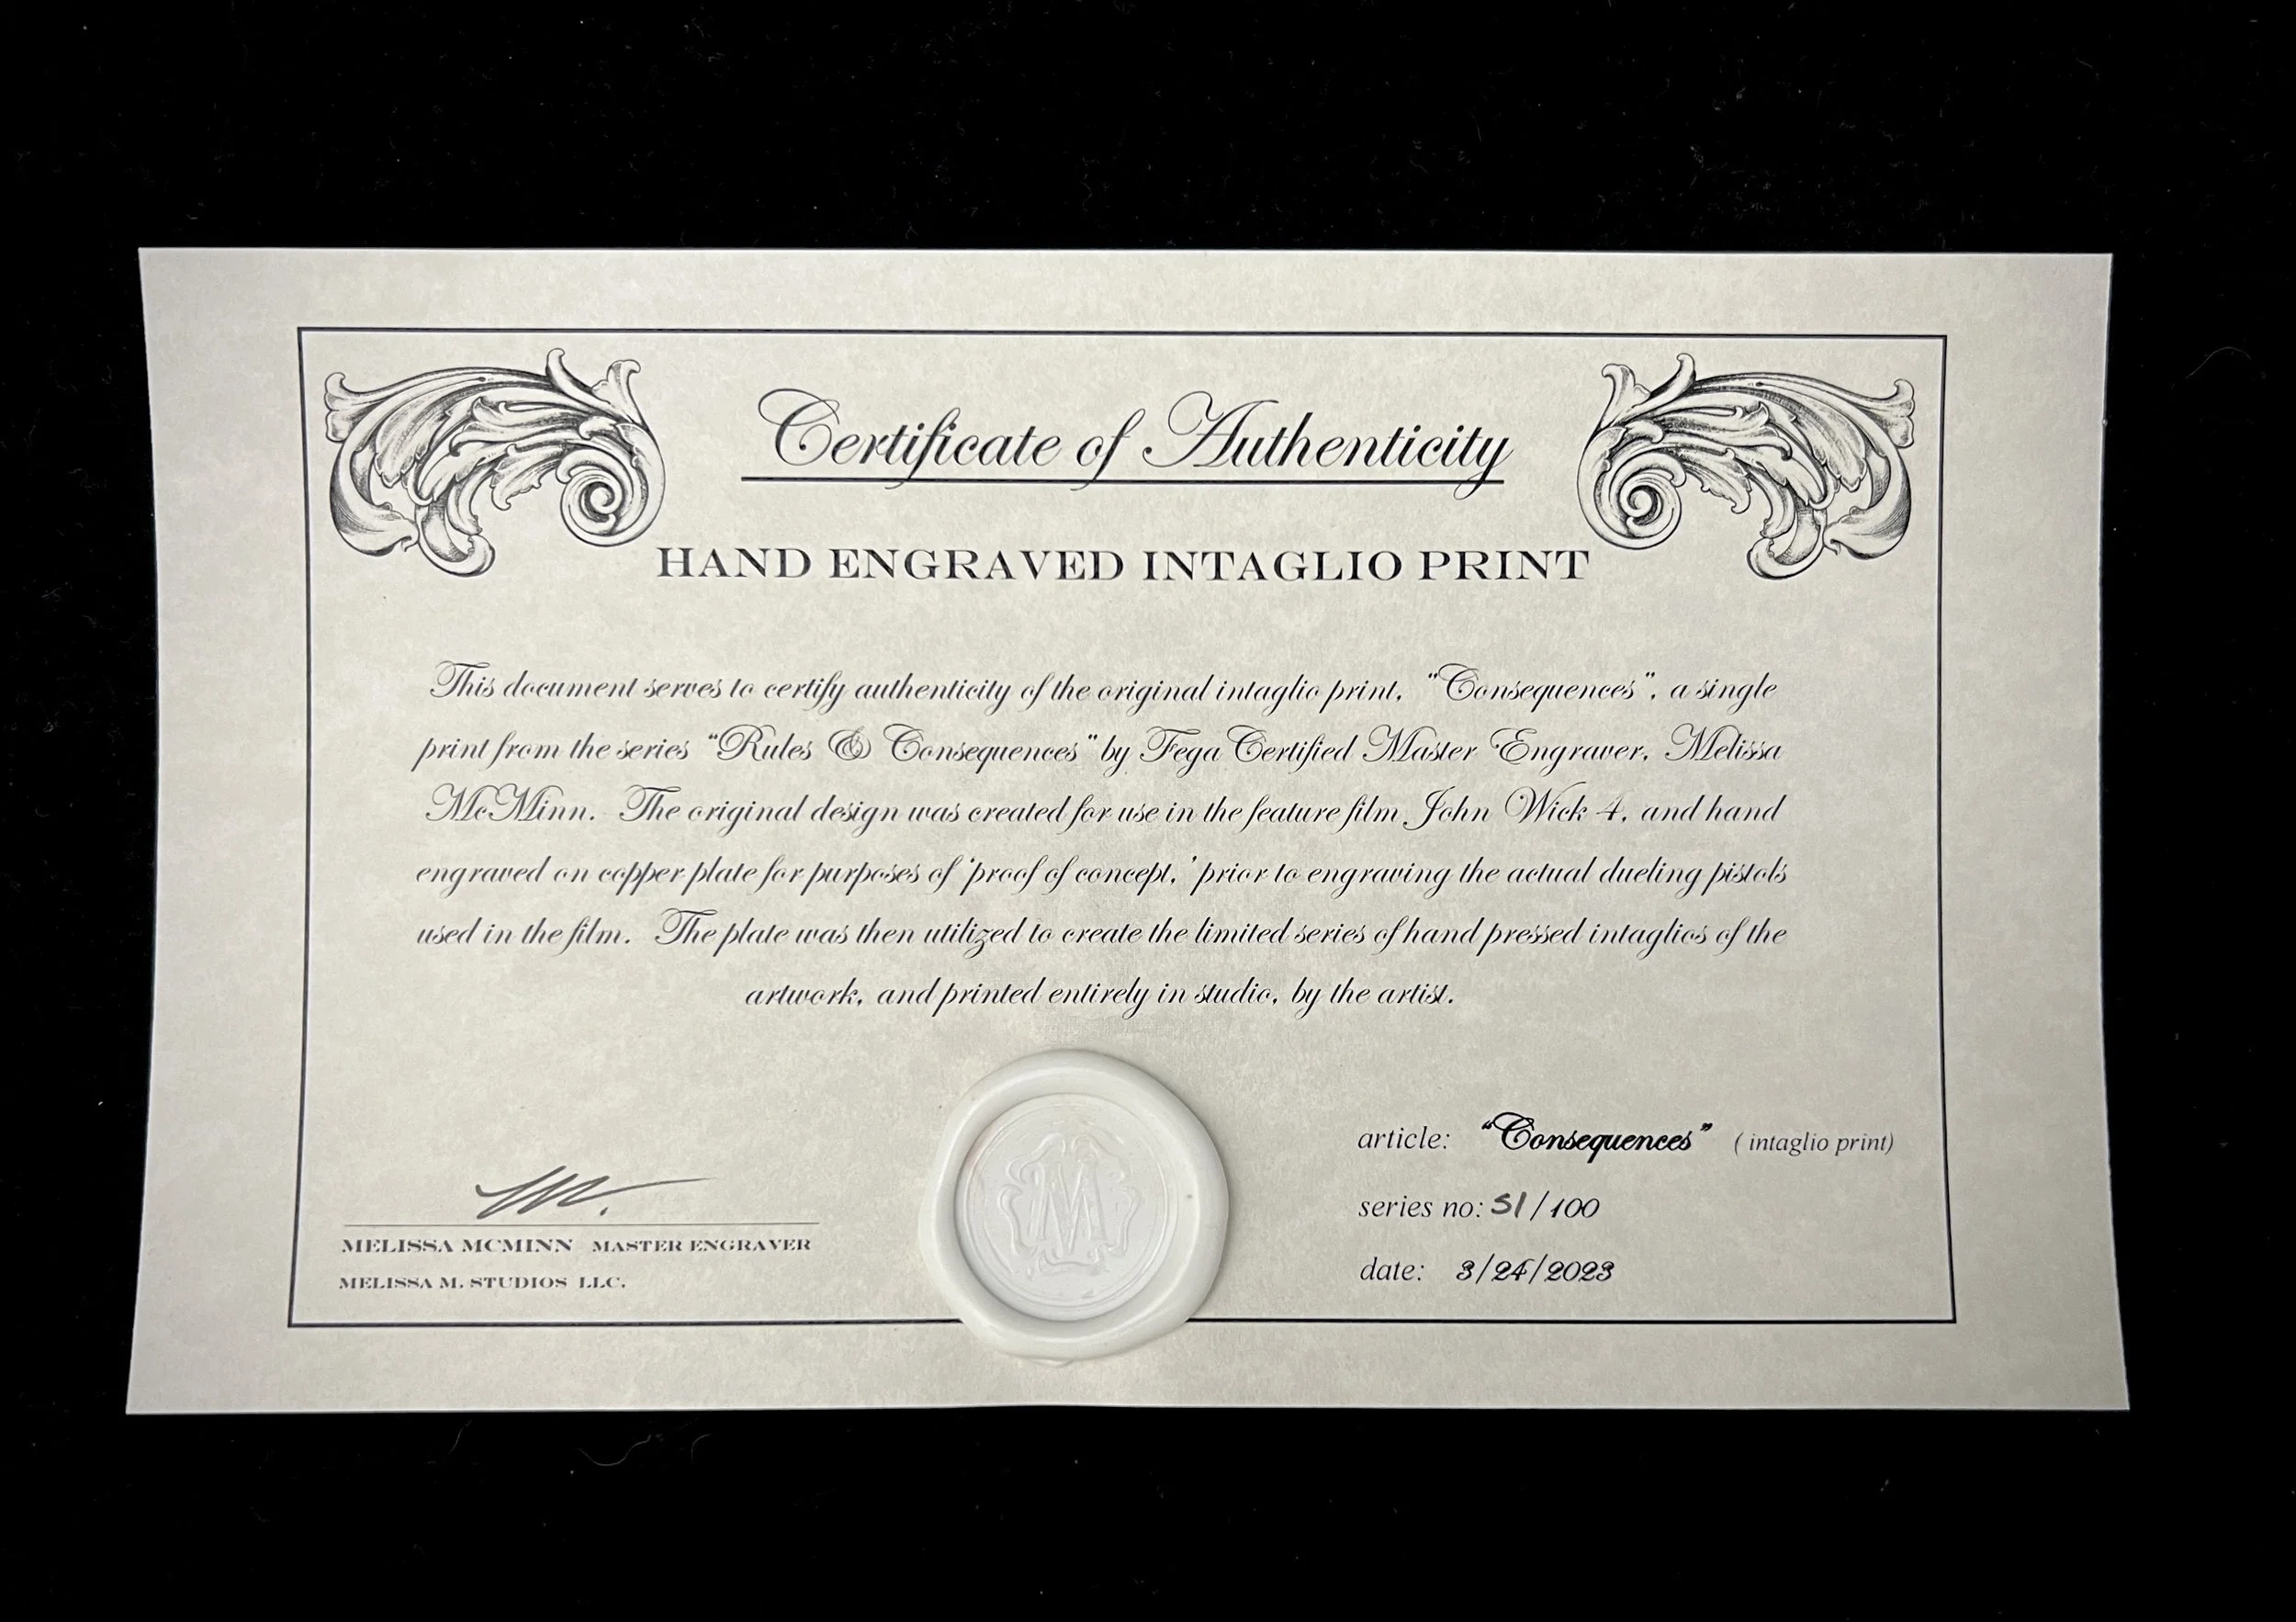 Certificate of Authenticity
HAND ENGRAVED INTAGLIO PRINT
This document serves to certify authenticity of the original intaglio print, "Consequences", a single
print from the series "Rules & Consequences" by Fega Certified Master Engraver, Melissa
McMinn. The original design was created for use in the feature film John Wick 4, and hand
engraved on copper plate for purposes of 'proof of concept,' prior to engraving the actual dueling pistols
used in the film. The plate was then utilized to create the limited series of hand pressed intaglios of the
artwork, and printed entirely in studio, by the artist.
M
article: "Consequences" (intaglio print)
series no: 51/100
date: 3/24/2023
MELISSA MCMINN MASTER ENGRAVER
MELISSA M. STUDIOS LLC.